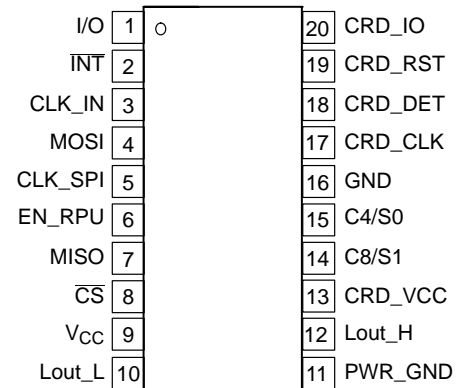 I/O 1 20 CRD_IO
I̅N̅T̅ 2 19 CRD_RST
CLK_IN 3 18 CRD_DET
MOSI 4 17 CRD_CLK
CLK_SPI 5 16 GND
EN_RPU 6 15 C4/S0
MISO 7 14 C8/S1
C̅S̅ 8 13 CRD_VCC
VCC 9 12 Lout_H
Lout_L 10 11 PWR_GND